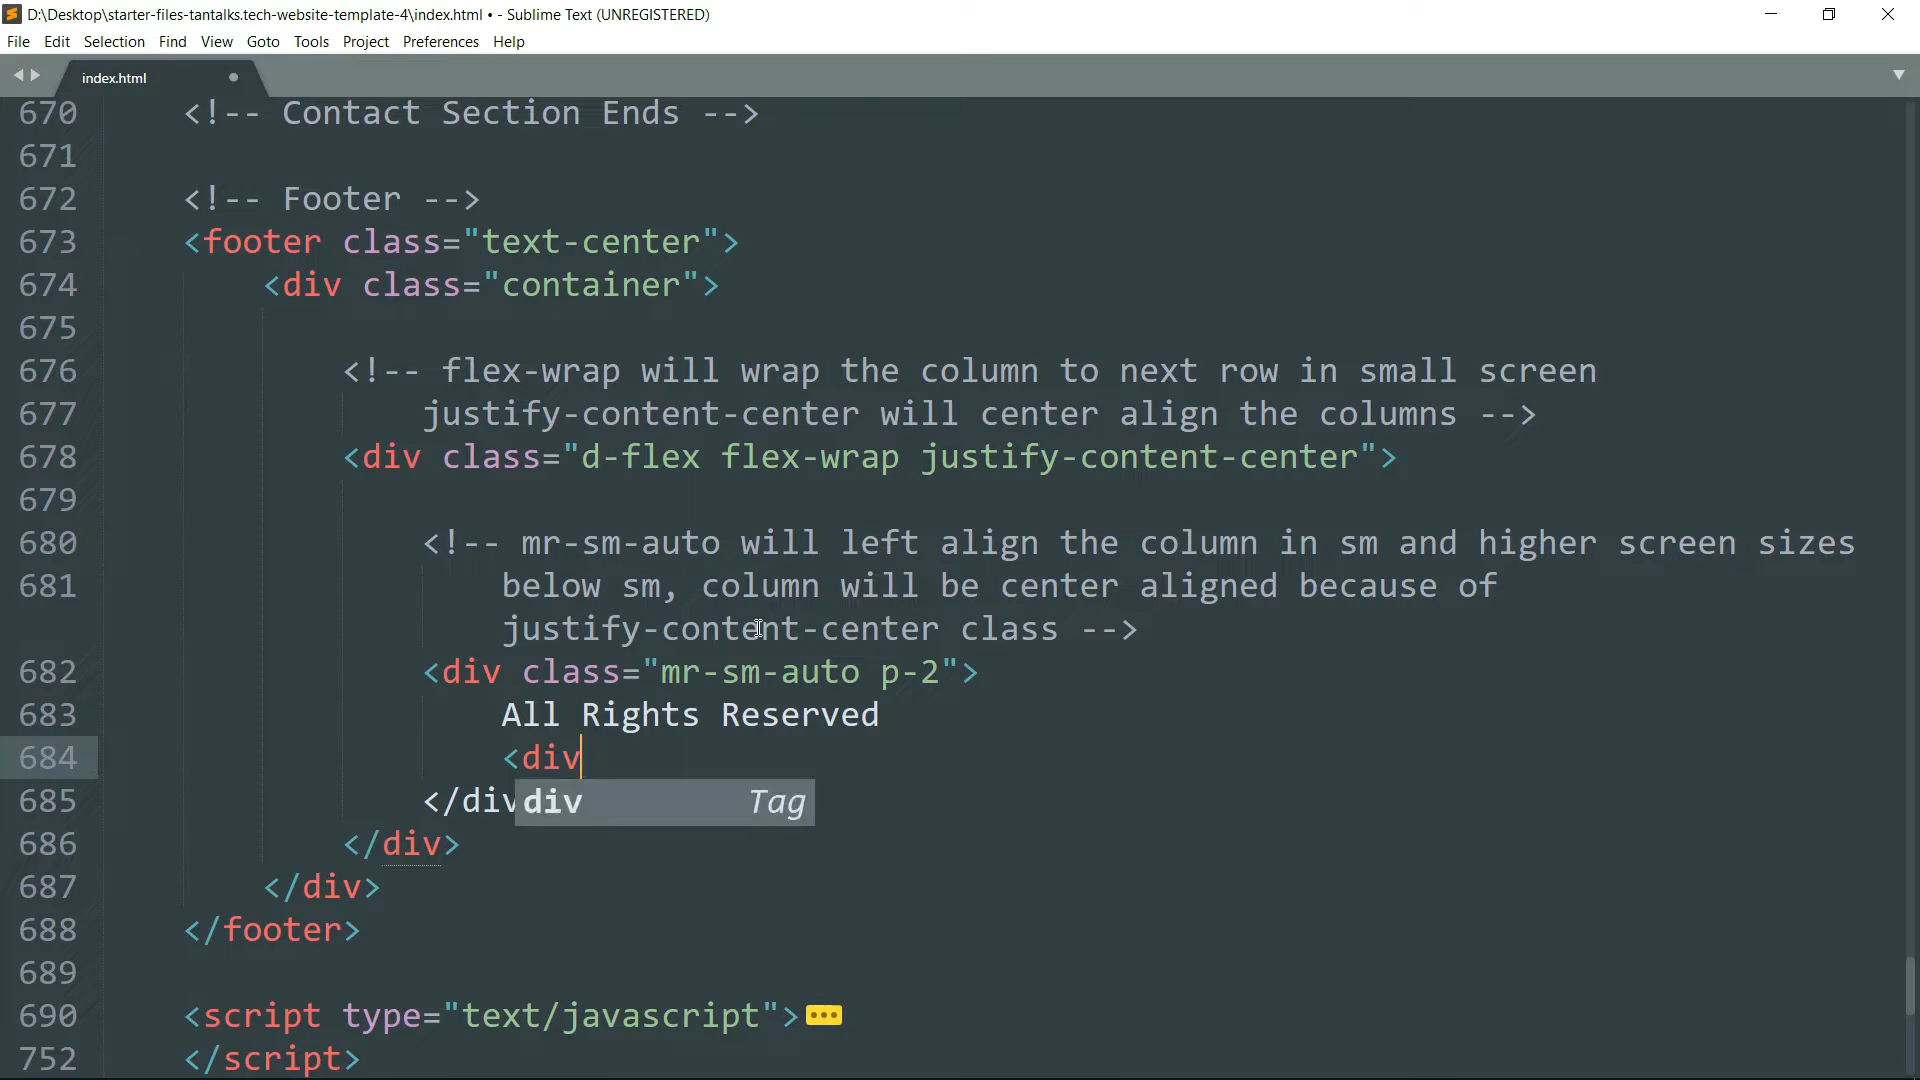 D:\Desktop\starter-files-tantalks.tech-website-template-4\index.html • - Sublime Text (UNREGISTERED)
File Edit Selection Find View Goto Tools Project Preferences Help
index.html
670 <!-- Contact Section Ends -->
671
672 <!-- Footer -->
673 <footer class="text-center">
674 <div class="container">
675
676 <!-- flex-wrap will wrap the column to next row in small screen
677 justify-content-center will center align the columns -->
678 <div class="d-flex flex-wrap justify-content-center">
679
680 <!-- mr-sm-auto will left align the column in sm and higher screen sizes
681 below sm, column will be center aligned because of
justify-content-center class -->
682 <div class="mr-sm-auto p-2">
683 All Rights Reserved
684 <div
685 </div
div Tag
686 </div>
687 </div>
688 </footer>
689
690 <script type="text/javascript">
752 </script>